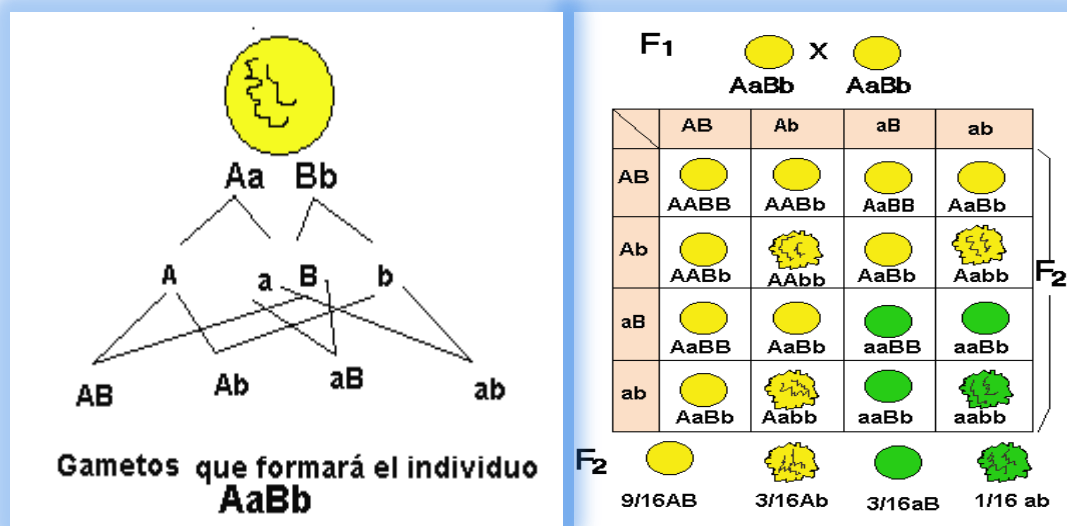 Aa Bb
A a B b
AB Ab aB ab
Gametos que formará el individuo
AaBb
F1 X
AaBb AaBb
AB Ab aB ab
AB
AABB AABb AaBB AaBb
Ab
AABb AAbb AaBb Aabb
F2
aB
AaBB AaBb aaBB aaBb
ab
AaBb Aabb aaBb aabb
F2
9/16AB 3/16Ab 3/16aB 1/16 ab